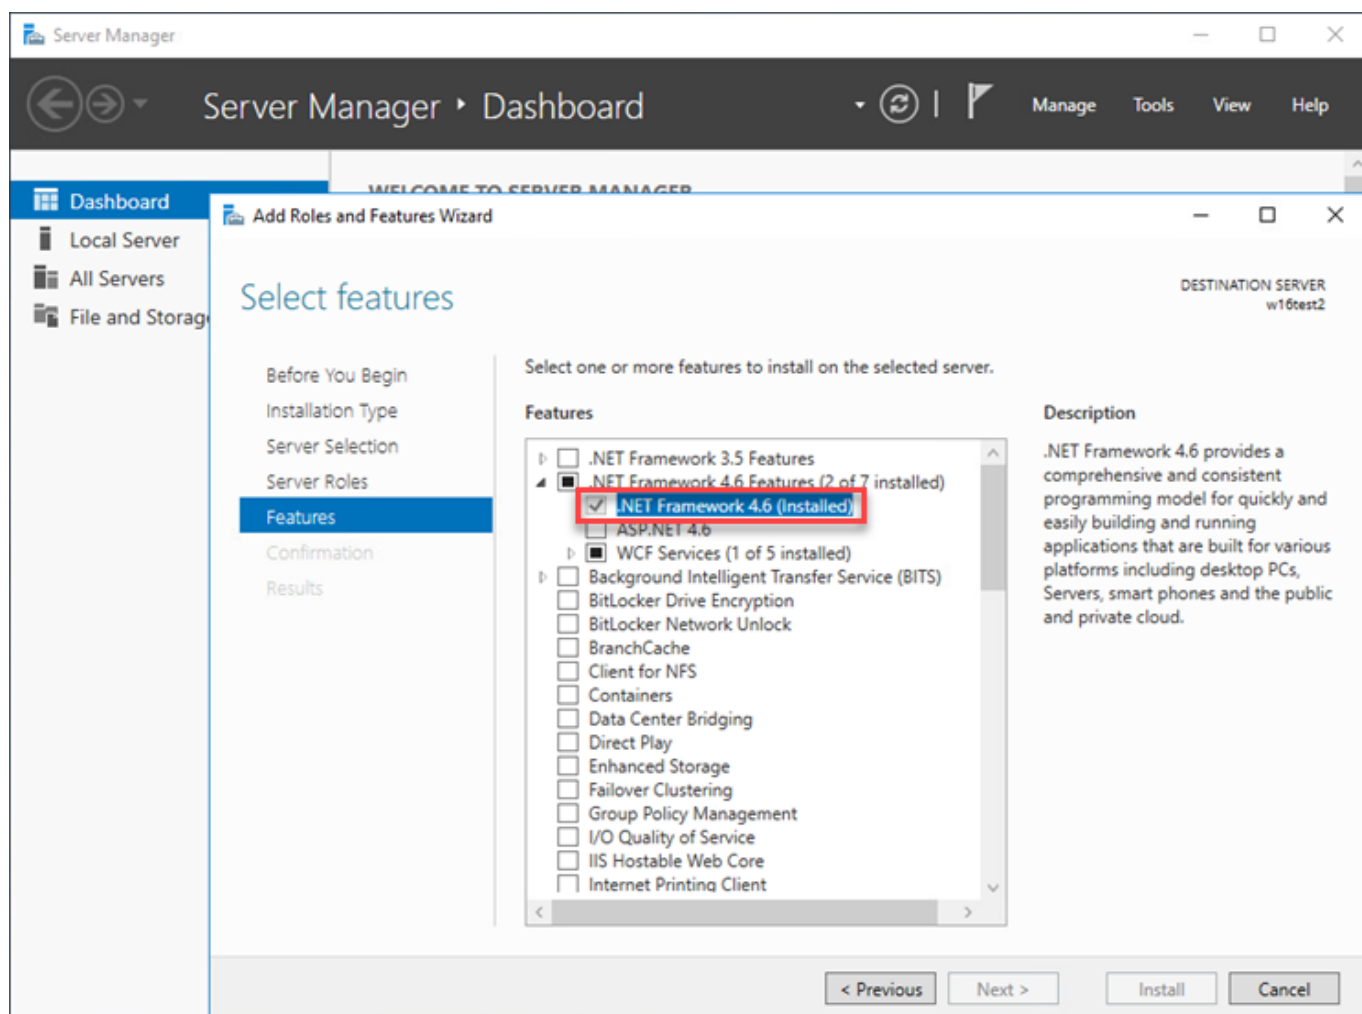 Server Manager
Server Manager • Dashboard
Manage Tools View Help
WELCOME TO SERVER MANAGER
Dashboard
Local Server
All Servers
File and Storag
Add Roles and Features Wizard
Select features
DESTINATION SERVER
w16test2
Before You Begin
Installation Type
Server Selection
Server Roles
Features
Confirmation
Results
Select one or more features to install on the selected server.
Features
.NET Framework 3.5 Features
.NET Framework 4.6 Features (2 of 7 installed)
.NET Framework 4.6 (Installed)
ASP.NET 4.6
WCF Services (1 of 5 installed)
Background Intelligent Transfer Service (BITS)
BitLocker Drive Encryption
BitLocker Network Unlock
BranchCache
Client for NFS
Containers
Data Center Bridging
Direct Play
Enhanced Storage
Failover Clustering
Group Policy Management
I/O Quality of Service
IIS Hostable Web Core
Internet Printing Client
Description
.NET Framework 4.6 provides a
comprehensive and consistent
programming model for quickly and
easily building and running
applications that are built for various
platforms including desktop PCs,
Servers, smart phones and the public
and private cloud.
< Previous
Next >
Install
Cancel